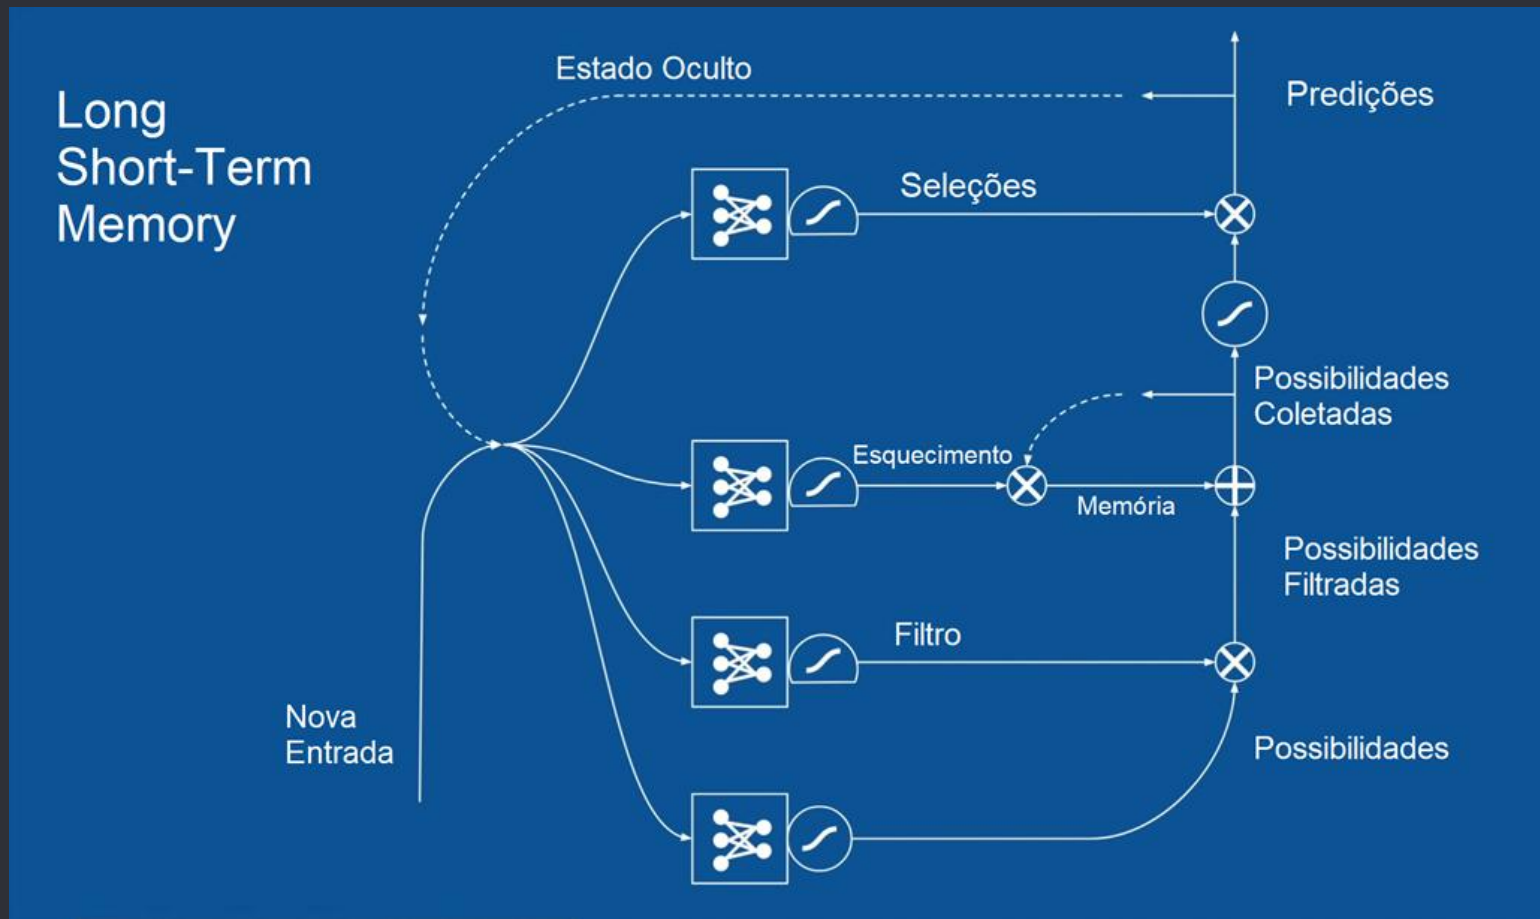 Long
Short-Term
Memory
Estado Oculto
Predições
Seleções
Possibilidades
Coletadas
Esquecimento
Memória
Possibilidades
Filtradas
Filtro
Nova
Entrada
Possibilidades